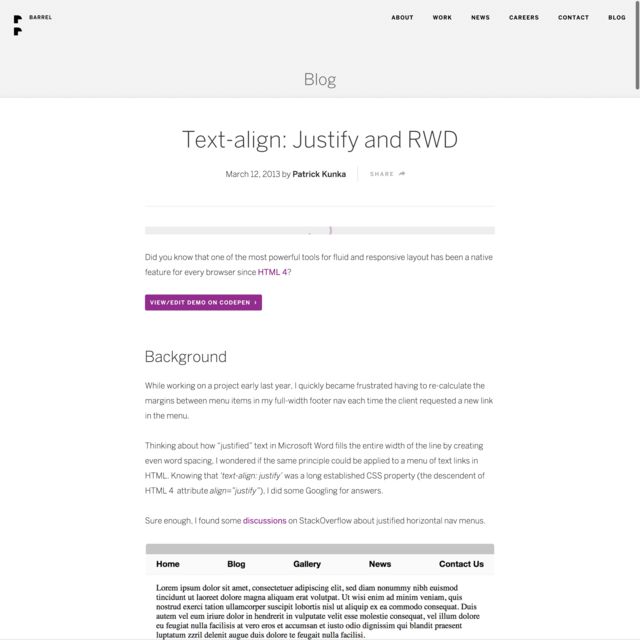 BARREL
ABOUT WORK NEWS CAREERS CONTACT BLOG
Blog
Text-align: Justify and RWD
March 12, 2013 by Patrick Kunka SHARE
Did you know that one of the most powerful tools for fluid and responsive layout has been a native
feature for every browser since HTML 4?
VIEW/EDIT DEMO ON CODEPEN ›
Background
While working on a project early last year, I quickly became frustrated having to re-calculate the
margins between menu items in my full-width footer nav each time the client requested a new link
in the menu.
Thinking about how "justified" text in Microsoft Word fills the entire width of the line by creating
even word spacing, I wondered if the same principle could be applied to a menu of text links in
HTML. Knowing that 'text-align: justify' was a long established CSS property (the descendent of
HTML 4 attribute align="justify"), I did some Googling for answers.
Sure enough, I found some discussions on StackOverflow about justified horizontal nav menus.
Home Blog Gallery News Contact Us
Lorem ipsum dolor sit amet, consectetuer adipiscing elit, sed diam nonummy nibh euismod
tincidunt ut laoreet dolore magna aliquam erat volutpat. Ut wisi enim ad minim veniam, quis
nostrud exerci tation ullamcorper suscipit lobortis nisl ut aliquip ex ea commodo consequat. Duis
autem vel eum iriure dolor in hendrerit in vulputate velit esse molestie consequat, vel illum dolore
eu feugiat nulla facilisis at vero eros et accumsan et iusto odio dignissim qui blandit praesent
luptatum zzril delenit augue duis dolore te feugait nulla facilisi.